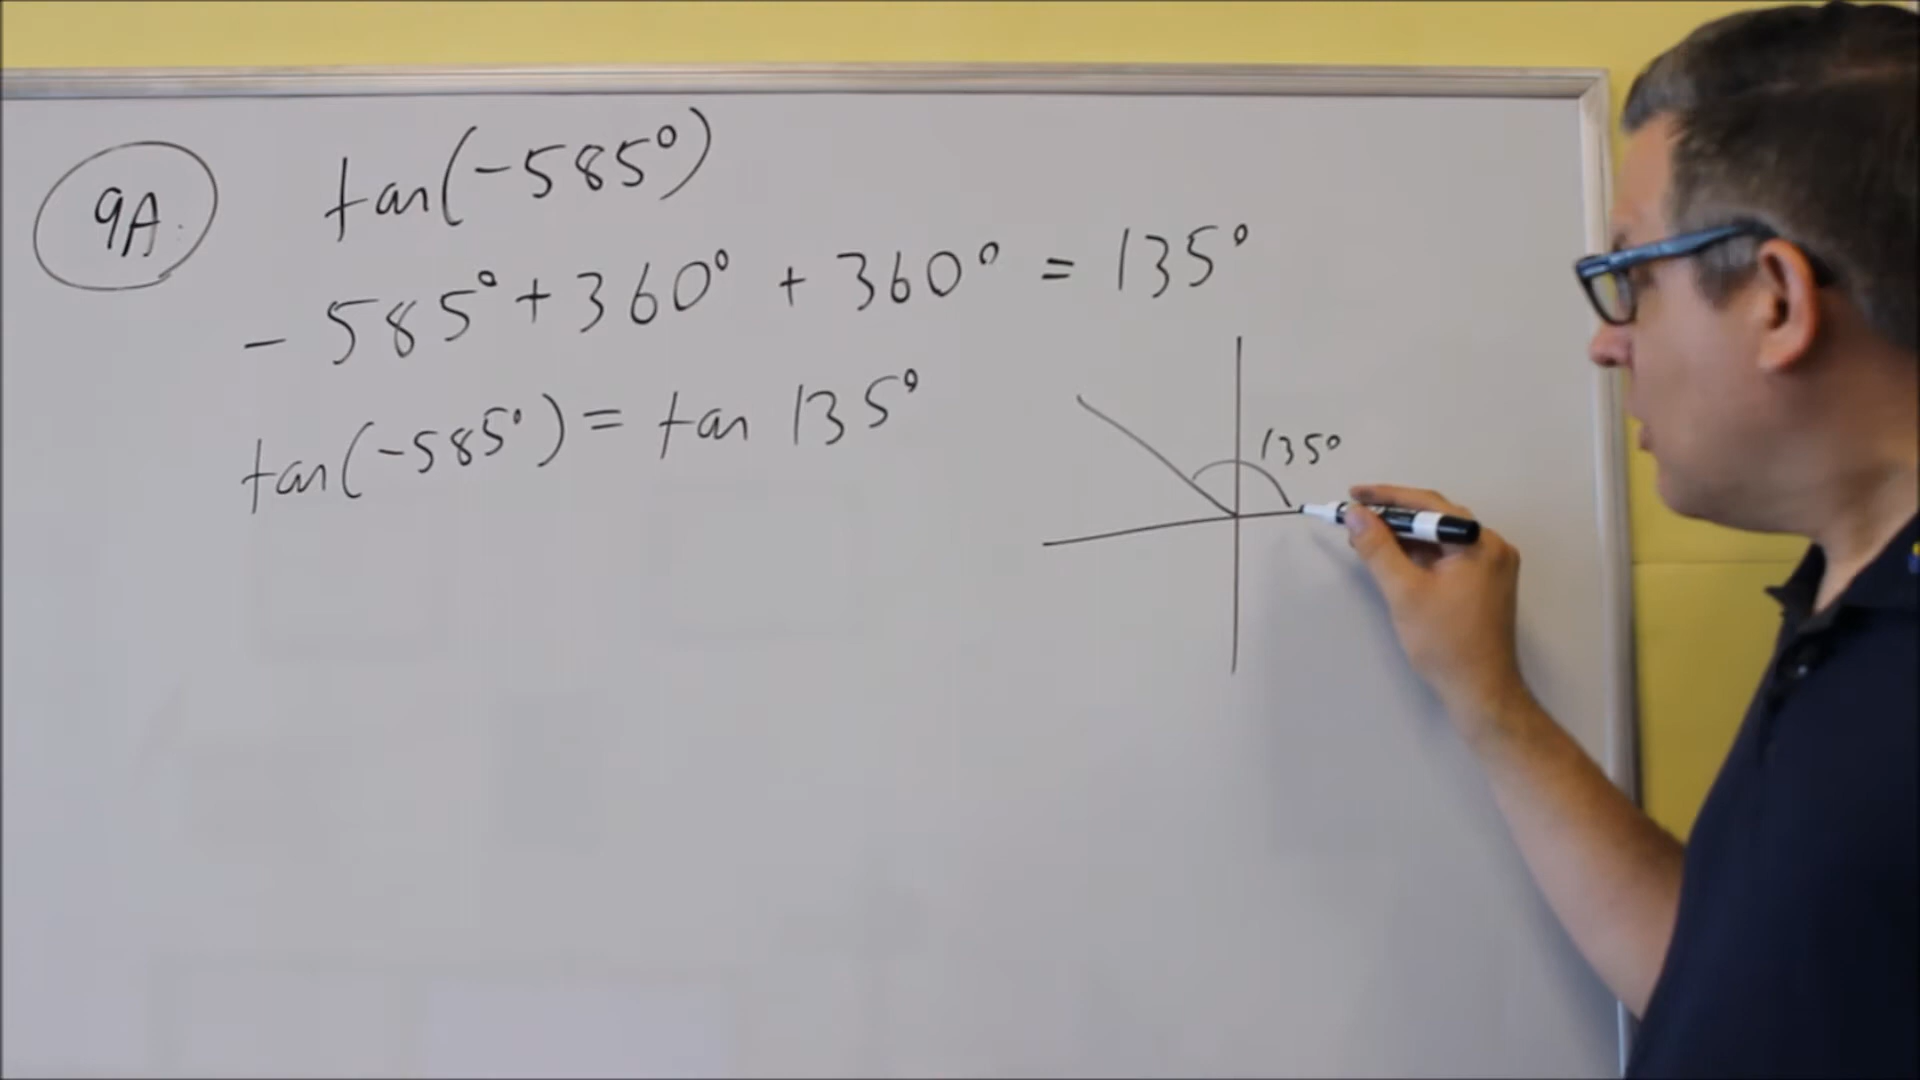 9A
tan(-585°)
-585°+360° + 360° = 135°
tan(-585°) = tan 135°
135°